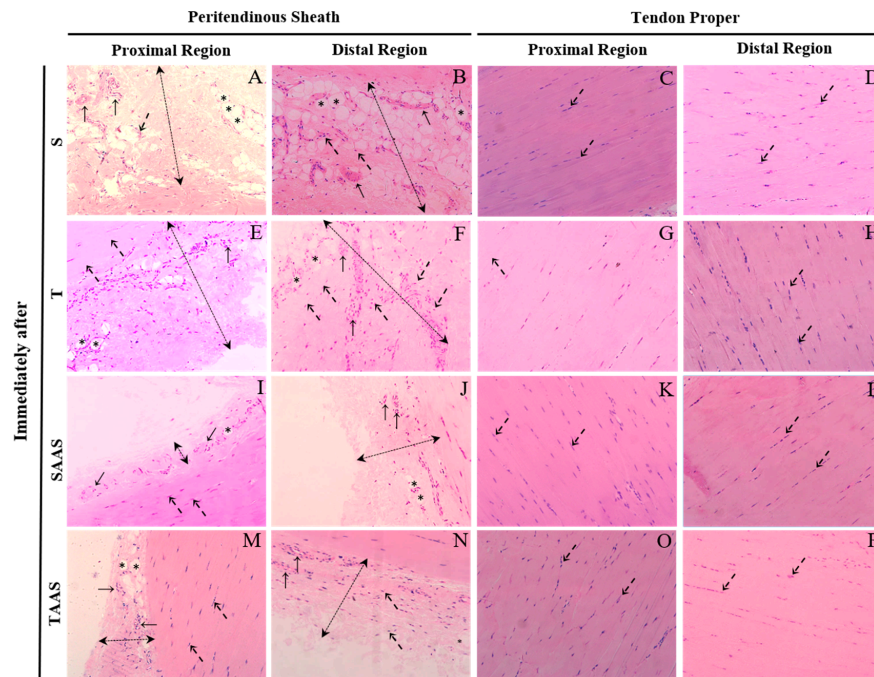 Peritendinous Sheath Tendon Proper
Proximal Region Distal Region Proximal Region Distal Region
Immediately after
S
A B C D
* * * * * *
T
E F G H
* * * *
SAAS
I J K L
* * *
TAAS
M N O P
* * *